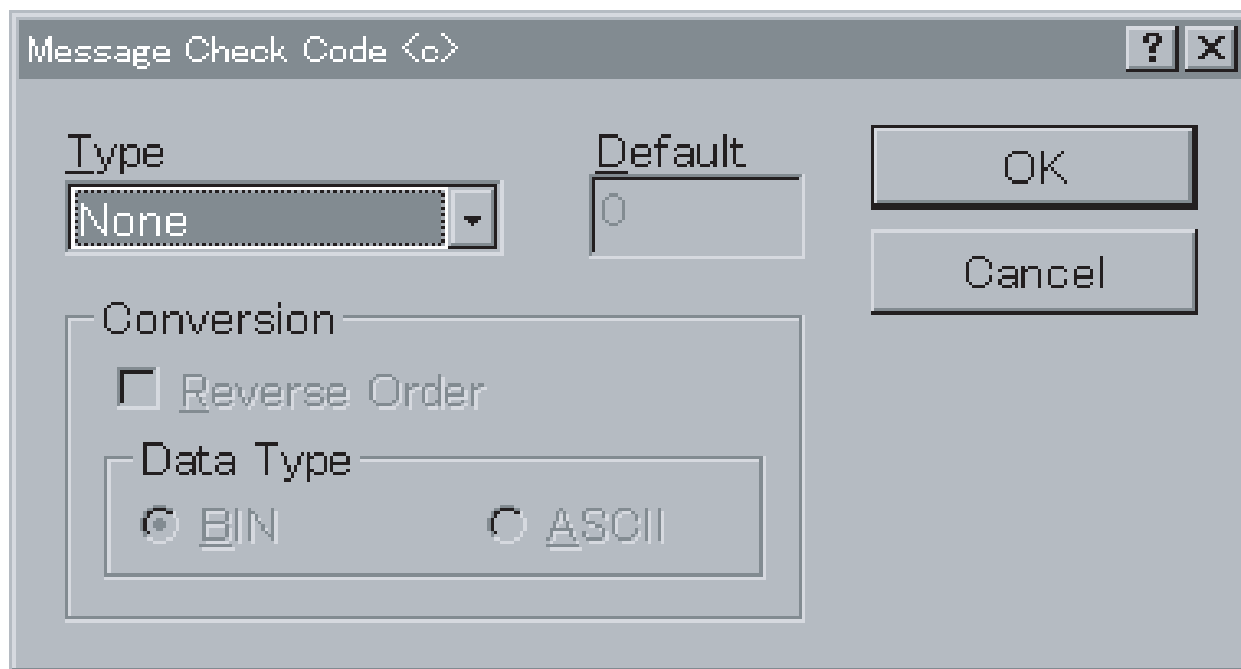 Message Check Code <c>
Type
None
Default
0
OK
Cancel
Conversion
Reverse Order
Data Type
BIN
ASCII